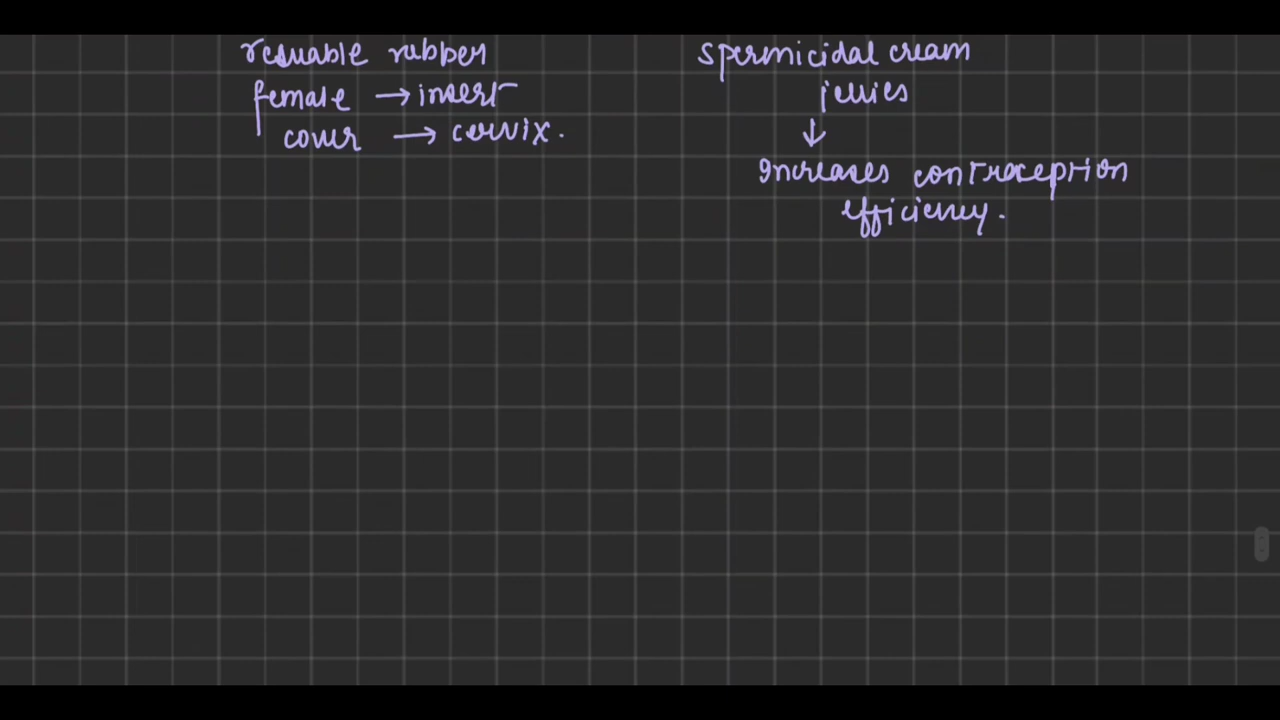 resuable rubber
female → insert
cover → cervix.
spermicidal cream
jellies
↓
Increases contraception
efficiency.